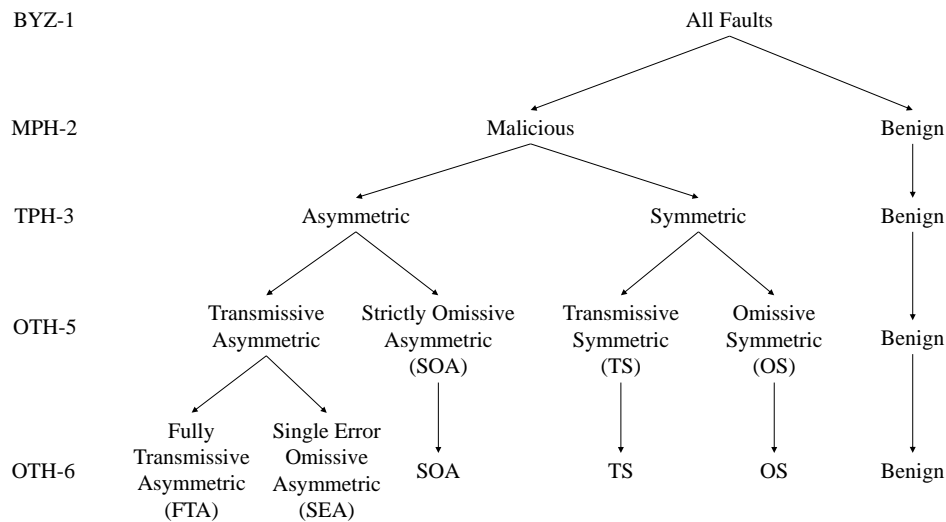 BYZ-1
All Faults
MPH-2
Malicious
Benign
TPH-3
Asymmetric
Symmetric
Benign
OTH-5
Transmissive
Asymmetric
Strictly Omissive
Asymmetric
(SOA)
Transmissive
Symmetric
(TS)
Omissive
Symmetric
(OS)
Benign
OTH-6
Fully
Transmissive
Asymmetric
(FTA)
Single Error
Omissive
Asymmetric
(SEA)
SOA
TS
OS
Benign